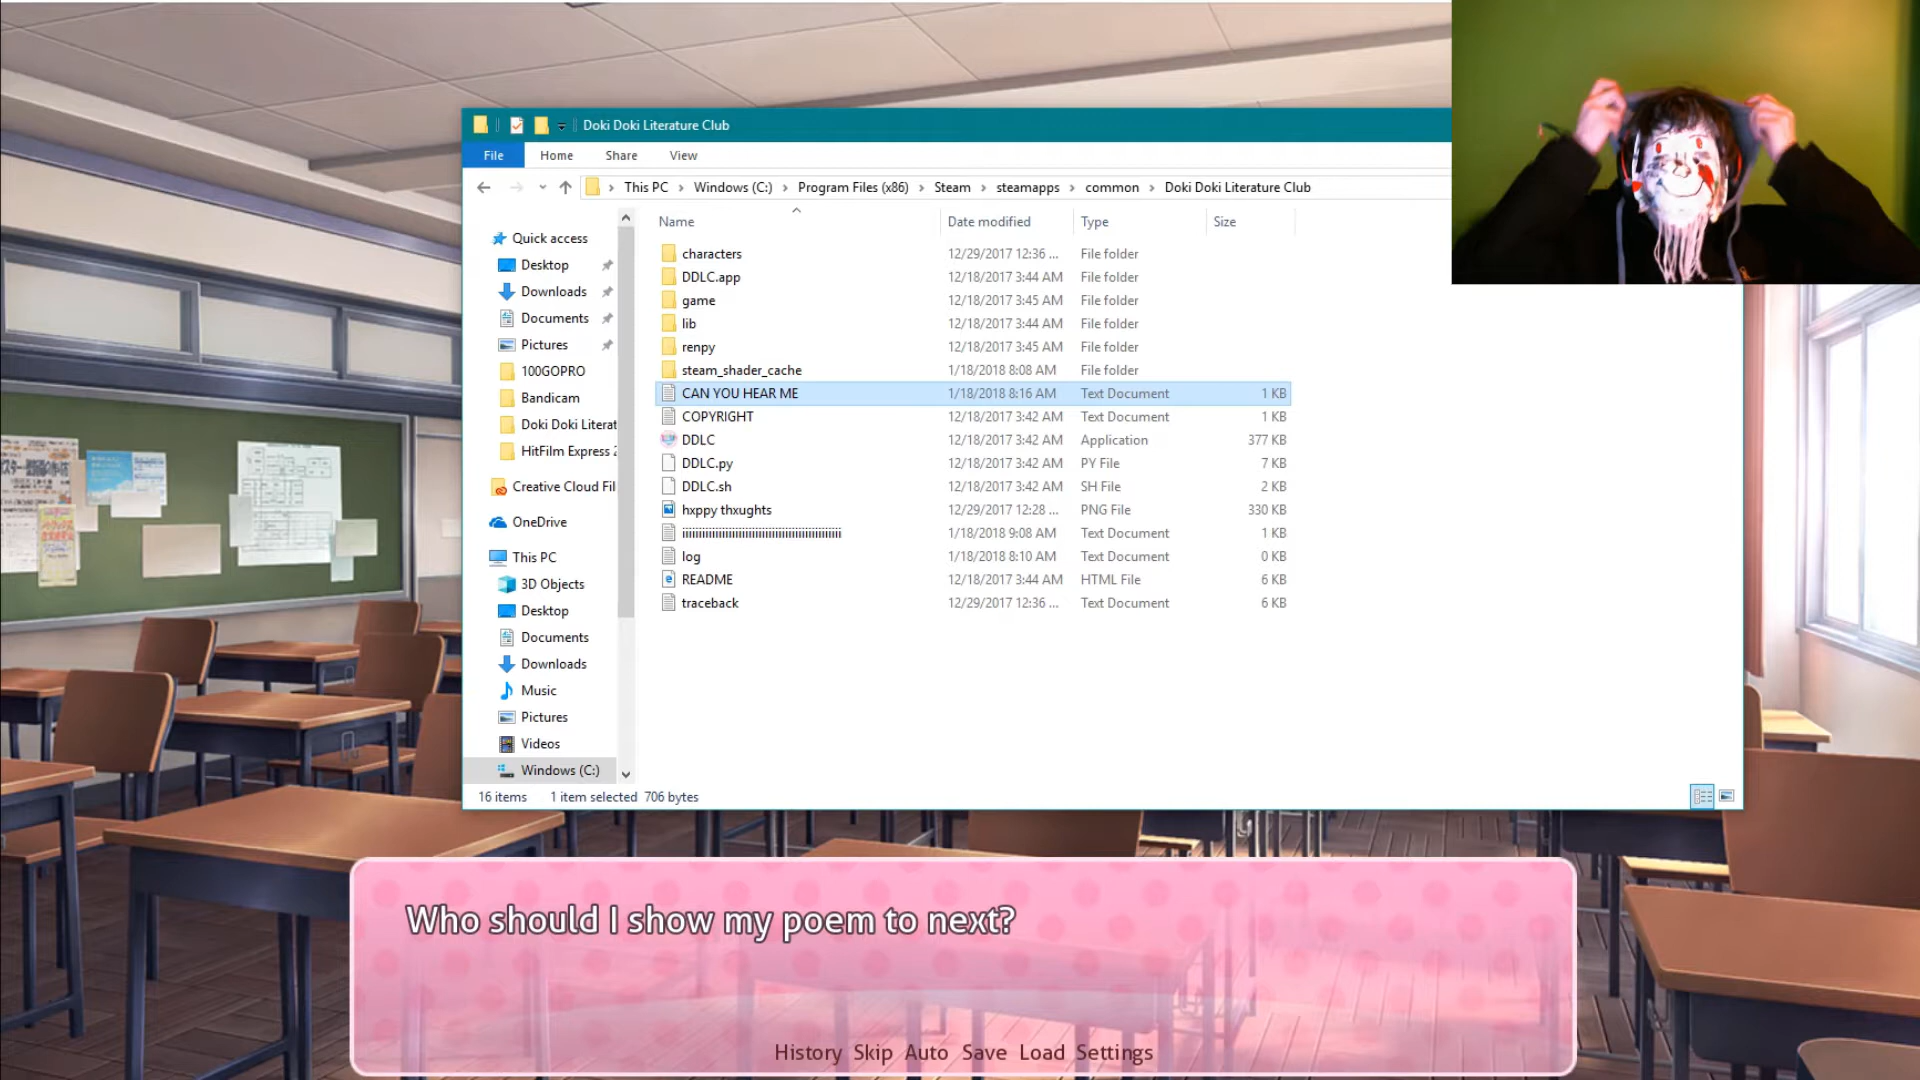 Doki Doki Literature Club
File Home Share View
This PC Windows (C:) Program Files (x86) Steam steamapps common Doki Doki Literature Club
Name Date modified Type Size
Quick access
Desktop
Downloads
Documents
Pictures
100GOPRO
Bandicam
Doki Doki Literat
HitFilm Express 2
Creative Cloud Fil
OneDrive
This PC
3D Objects
Desktop
Documents
Downloads
Music
Pictures
Videos
Windows (C:)
characters 12/29/2017 12:36 ... File folder
DDLC.app 12/18/2017 3:44 AM File folder
game 12/18/2017 3:45 AM File folder
lib 12/18/2017 3:44 AM File folder
renpy 12/18/2017 3:45 AM File folder
steam_shader_cache 1/18/2018 8:08 AM File folder
CAN YOU HEAR ME 1/18/2018 8:16 AM Text Document 1 KB
COPYRIGHT 12/18/2017 3:42 AM Text Document 1 KB
DDLC 12/18/2017 3:42 AM Application 377 KB
DDLC.py 12/18/2017 3:42 AM PY File 7 KB
DDLC.sh 12/18/2017 3:42 AM SH File 2 KB
hxppy thxughts 12/29/2017 12:28 ... PNG File 330 KB
1/18/2018 9:08 AM Text Document 1 KB
log 1/18/2018 8:10 AM Text Document 0 KB
README 12/18/2017 3:44 AM HTML File 6 KB
traceback 12/29/2017 12:36 ... Text Document 6 KB
16 items 1 item selected 706 bytes
Who should I show my poem to next?
History Skip Auto Save Load Settings